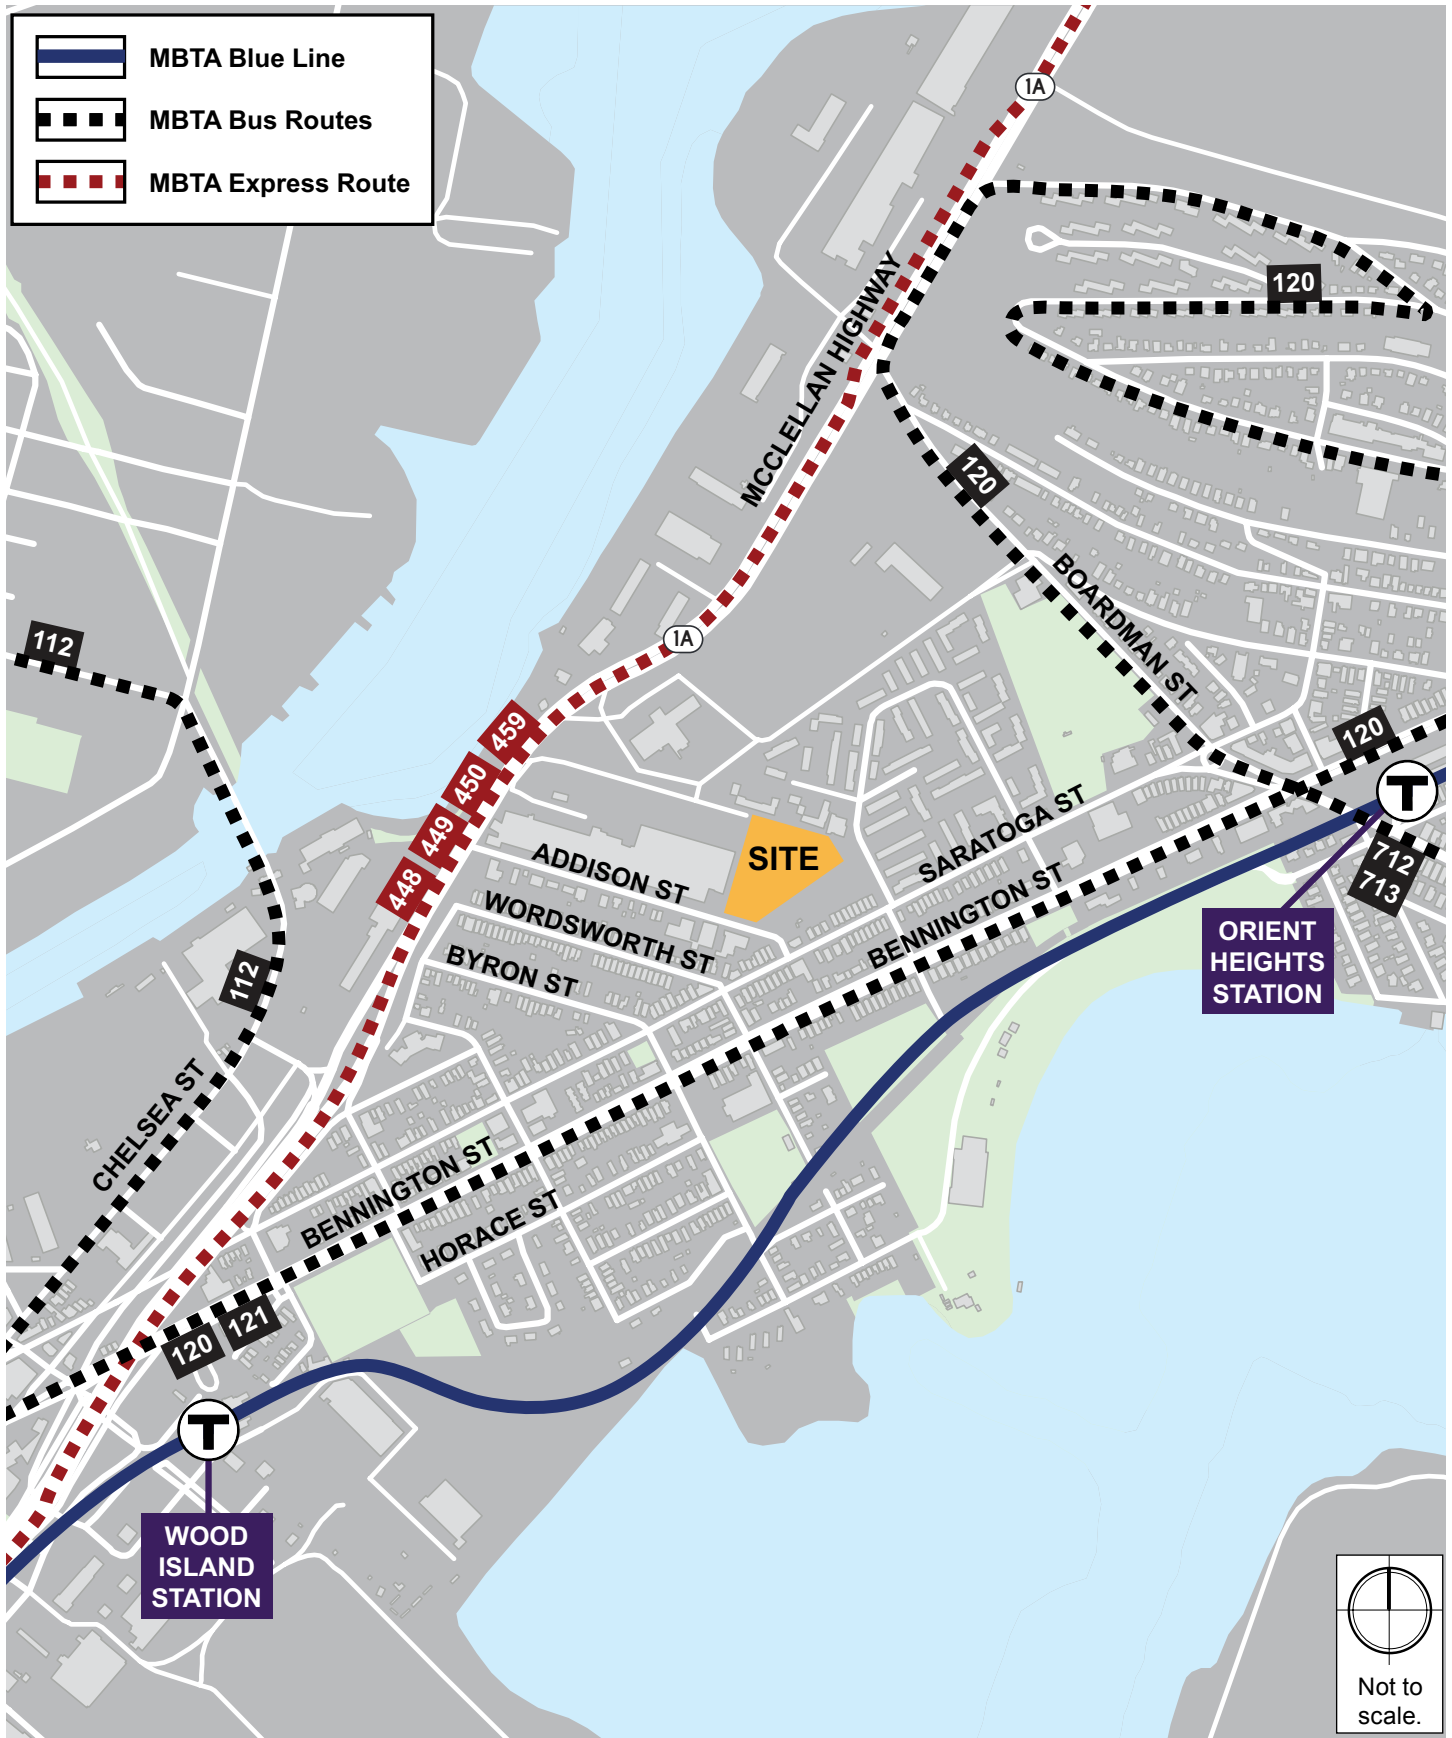 MBTA Blue Line
MBTA Bus Routes
MBTA Express Route
1A
120
MCCLELLAN HIGHWAY
120
BOARDMAN ST
112
1A
459
450
449
448
120
T
712
713
SITE
ADDISON ST
SARATOGA ST
WORDSWORTH ST
BENNINGTON ST
BYRON ST
ORIENT
HEIGHTS
STATION
112
CHELSEA ST
BENNINGTON ST
HORACE ST
120
121
T
WOOD
ISLAND
STATION
Not to
scale.